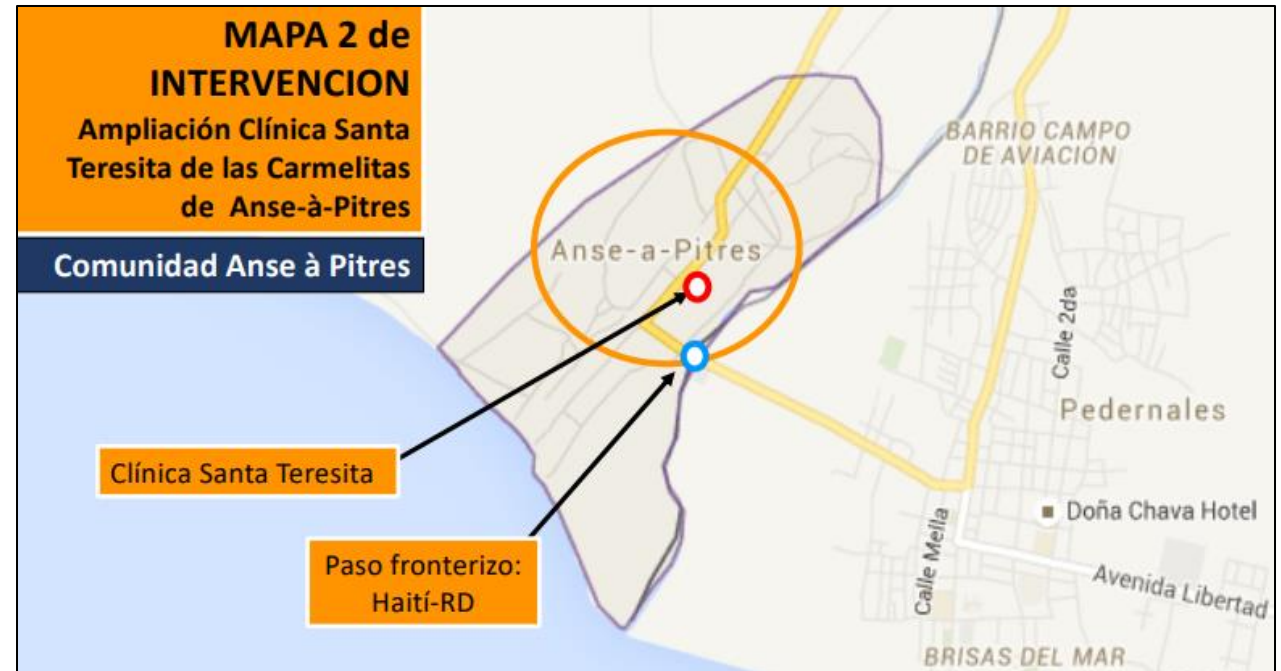 MAPA 2 de
INTERVENCION
Ampliación Clínica Santa
Teresita de las Carmelitas
de Anse-à-Pitres
Comunidad Anse à Pitres
BARRIO CAMPO
DE AVIACIÓN
Anse-a-Pitres
Calle 2da
Pedernales
Clínica Santa Teresita
Doña Chava Hotel
Calle Mella
Paso fronterizo:
Haití-RD
Avenida Libertad
BRISAS DEL MAR